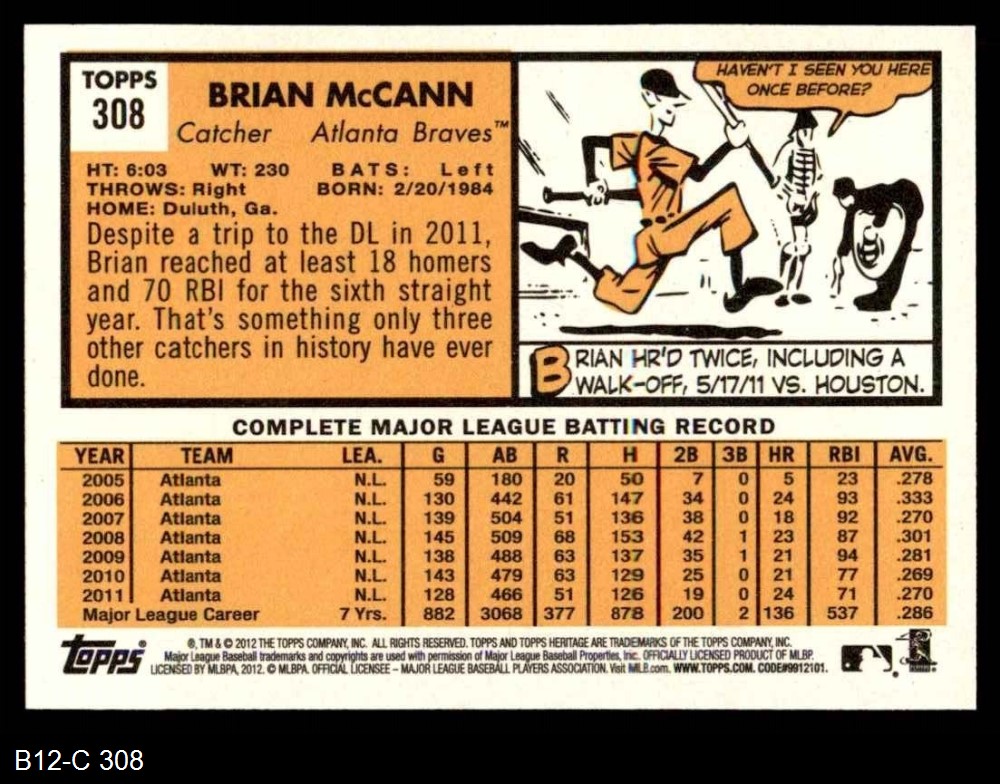 TOPPS
308
BRIAN McCANN
Catcher Atlanta Braves™
HT: 6:03 WT: 230 BATS: Left
THROWS: Right BORN: 2/20/1984
HOME: Duluth, Ga.
Despite a trip to the DL in 2011,
Brian reached at least 18 homers
and 70 RBI for the sixth straight
year. That's something only three
other catchers in history have ever
done.
HAVEN'T I SEEN YOU HERE
ONCE BEFORE?
BRIAN HR'D TWICE, INCLUDING A
WALK-OFF, 5/17/11 VS. HOUSTON.
COMPLETE MAJOR LEAGUE BATTING RECORD
YEAR TEAM LEA. G AB R H 2B 3B HR RBI AVG.
2005 Atlanta N.L. 59 180 20 50 7 0 5 23 .278
2006 Atlanta N.L. 130 442 61 147 34 0 24 93 .333
2007 Atlanta N.L. 139 504 51 136 38 0 18 92 .270
2008 Atlanta N.L. 145 509 68 153 42 1 23 87 .301
2009 Atlanta N.L. 138 488 63 137 35 1 21 94 .281
2010 Atlanta N.L. 143 479 63 129 25 0 21 77 .269
2011 Atlanta N.L. 128 466 51 126 19 0 24 71 .270
Major League Career 7 Yrs. 882 3068 377 878 200 2 136 537 .286
Topps®
®, TM & © 2012 THE TOPPS COMPANY, INC. ALL RIGHTS RESERVED. TOPPS AND TOPPS HERITAGE ARE TRADEMARKS OF THE TOPPS COMPANY, INC.
Major League Baseball trademarks and copyrights are used with permission of Major League Baseball Properties, Inc. OFFICIALLY LICENSED PRODUCT OF MLBP.
LICENSED BY MLBPA, 2012. © MLBPA. OFFICIAL LICENSEE – MAJOR LEAGUE BASEBALL PLAYERS ASSOCIATION. Visit MLB.com. WWW.TOPPS.COM. CODE#9912101.
B12-C 308